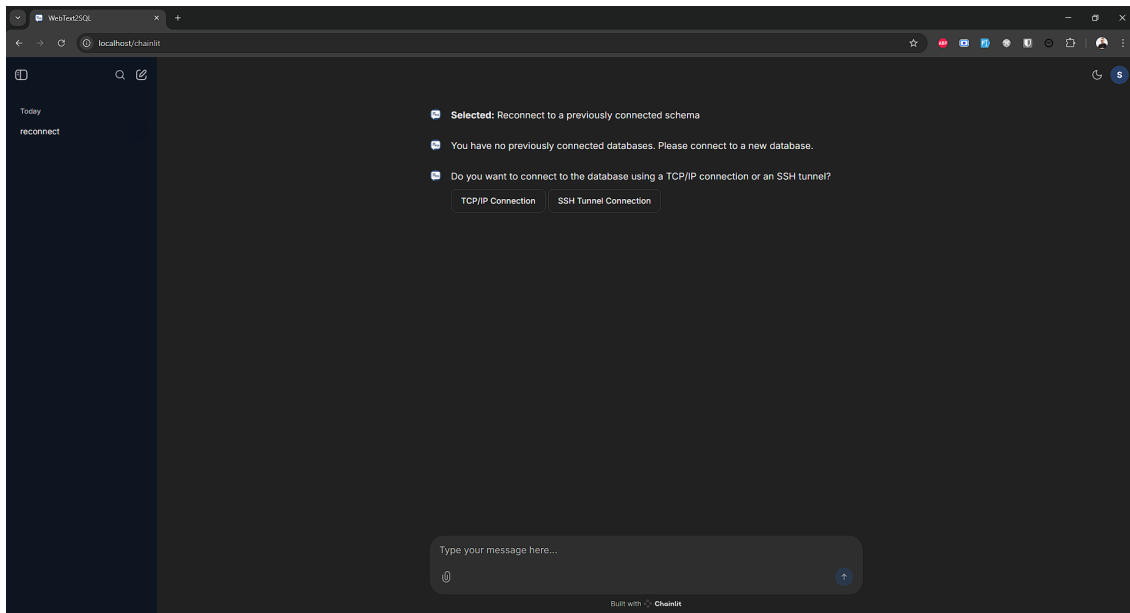 WebText2SQL
localhost/chainlit
S
Today
reconnect
Selected: Reconnect to a previously connected schema
You have no previously connected databases. Please connect to a new database.
Do you want to connect to the database using a TCP/IP connection or an SSH tunnel?
TCP/IP Connection SSH Tunnel Connection
Type your message here...
Built with Chainlit